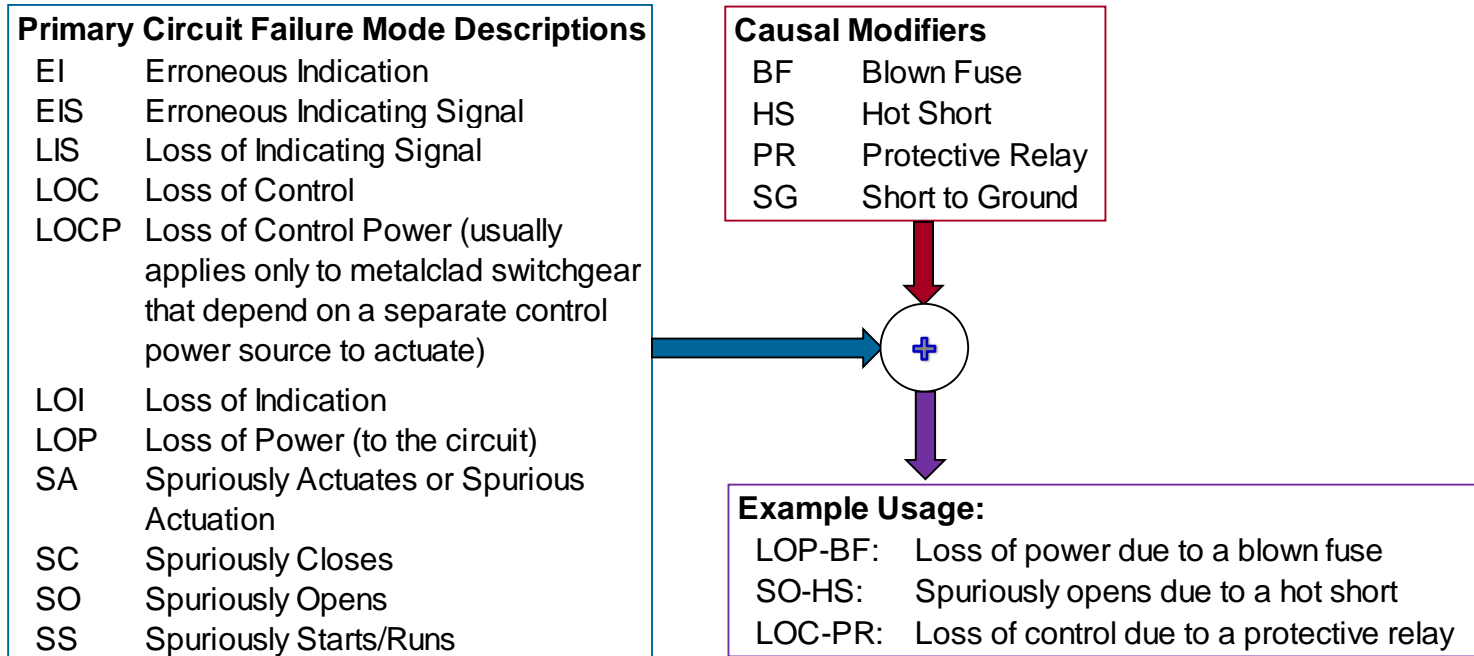 Primary Circuit Failure Mode Descriptions
EI Erroneous Indication
EIS Erroneous Indicating Signal
LIS Loss of Indicating Signal
LOC Loss of Control
LOCP Loss of Control Power (usually
applies only to metalclad switchgear
that depend on a separate control
power source to actuate)
LOI Loss of Indication
LOP Loss of Power (to the circuit)
SA Spuriously Actuates or Spurious
Actuation
SC Spuriously Closes
SO Spuriously Opens
SS Spuriously Starts/Runs
Causal Modifiers
BF Blown Fuse
HS Hot Short
PR Protective Relay
SG Short to Ground
+
Example Usage:
LOP-BF: Loss of power due to a blown fuse
SO-HS: Spuriously opens due to a hot short
LOC-PR: Loss of control due to a protective relay